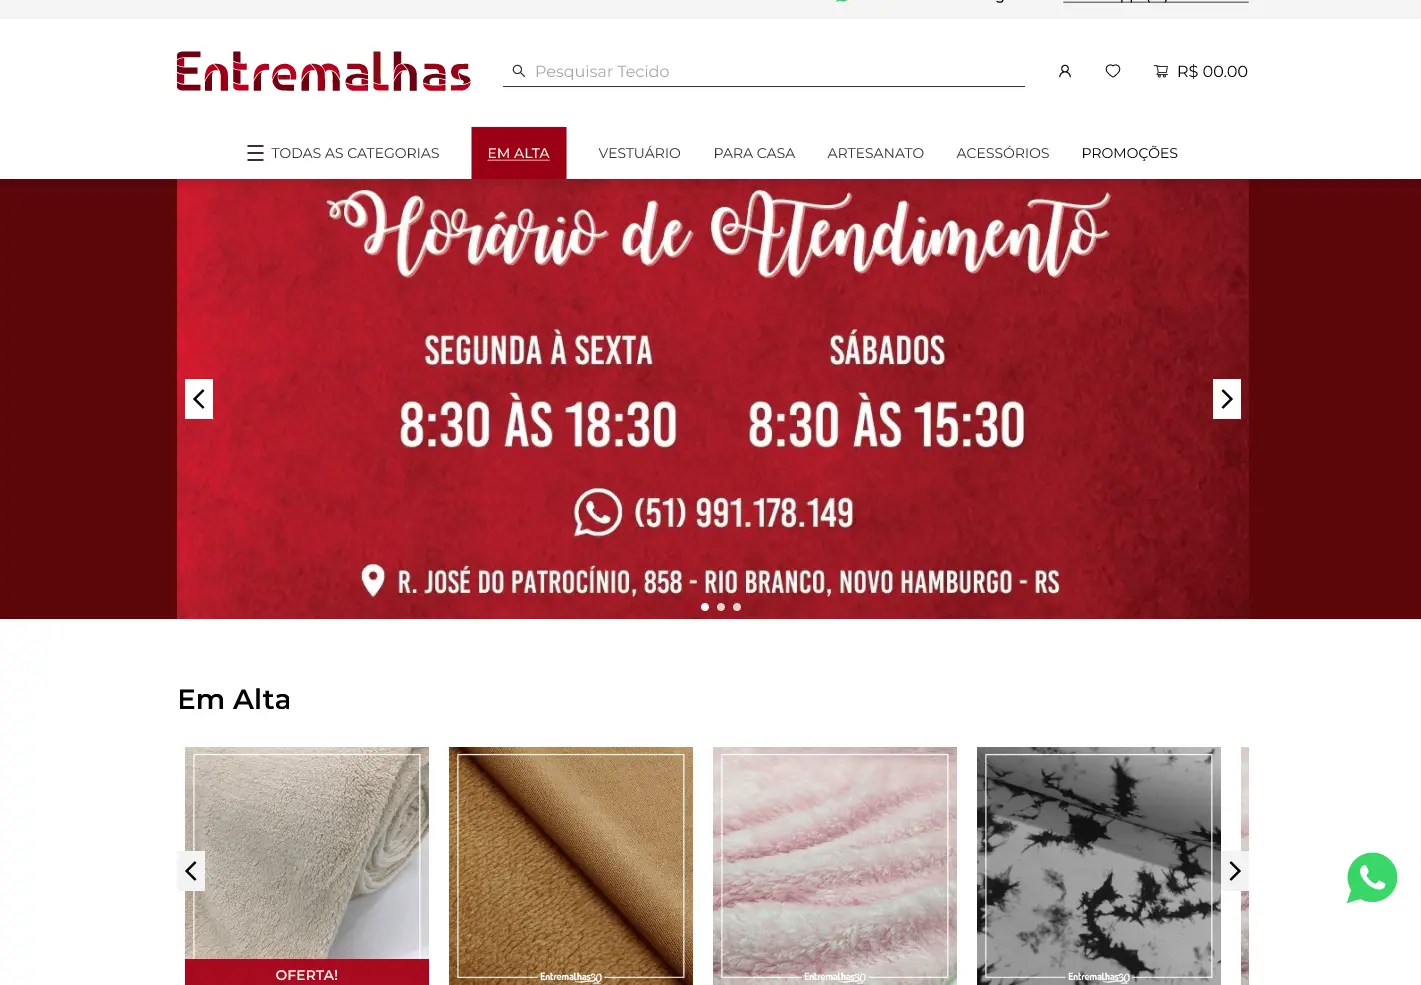 Entremalhas
Pesquisar Tecido
R$ 00.00
TODAS AS CATEGORIAS
EM ALTA
VESTUÁRIO
PARA CASA
ARTESANATO
ACESSÓRIOS
PROMOÇÕES
Horário de Atendimento
SEGUNDA À SEXTA
8:30 ÀS 18:30
SÁBADOS
8:30 ÀS 15:30
(51) 991.178.149
R. JOSÉ DO PATROCÍNIO, 858 - RIO BRANCO, NOVO HAMBURGO - RS
Em Alta
OFERTA!
Entremalhas30
Entremalhas30
Entremalhas30